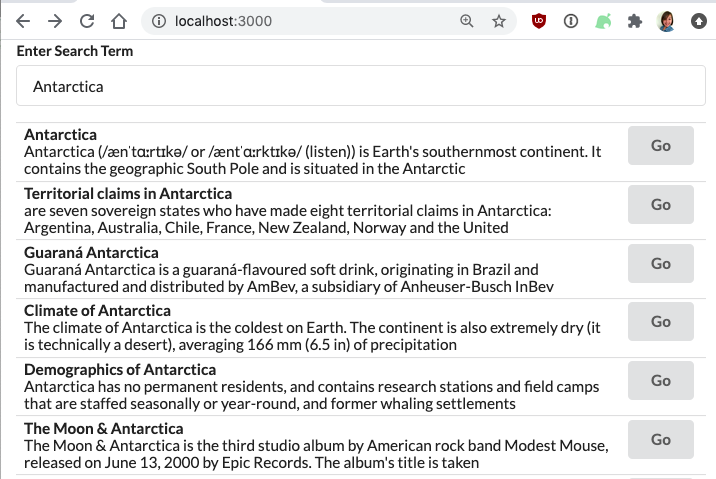 localhost:3000
Enter Search Term
Antarctica
Antarctica
Go
Antarctica (/ænˈtɑːrtɪkə/ or /æntˈɑːrktɪkə/ (listen)) is Earth's southernmost continent. It
contains the geographic South Pole and is situated in the Antarctic
Territorial claims in Antarctica
Go
are seven sovereign states who have made eight territorial claims in Antarctica:
Argentina, Australia, Chile, France, New Zealand, Norway and the United
Guaraná Antarctica
Go
Guaraná Antarctica is a guaraná-flavoured soft drink, originating in Brazil and
manufactured and distributed by AmBev, a subsidiary of Anheuser-Busch InBev
Climate of Antarctica
Go
The climate of Antarctica is the coldest on Earth. The continent is also extremely dry (it
is technically a desert), averaging 166 mm (6.5 in) of precipitation
Demographics of Antarctica
Go
Antarctica has no permanent residents, and contains research stations and field camps
that are staffed seasonally or year-round, and former whaling settlements
The Moon & Antarctica
Go
The Moon & Antarctica is the third studio album by American rock band Modest Mouse,
released on June 13, 2000 by Epic Records. The album's title is taken